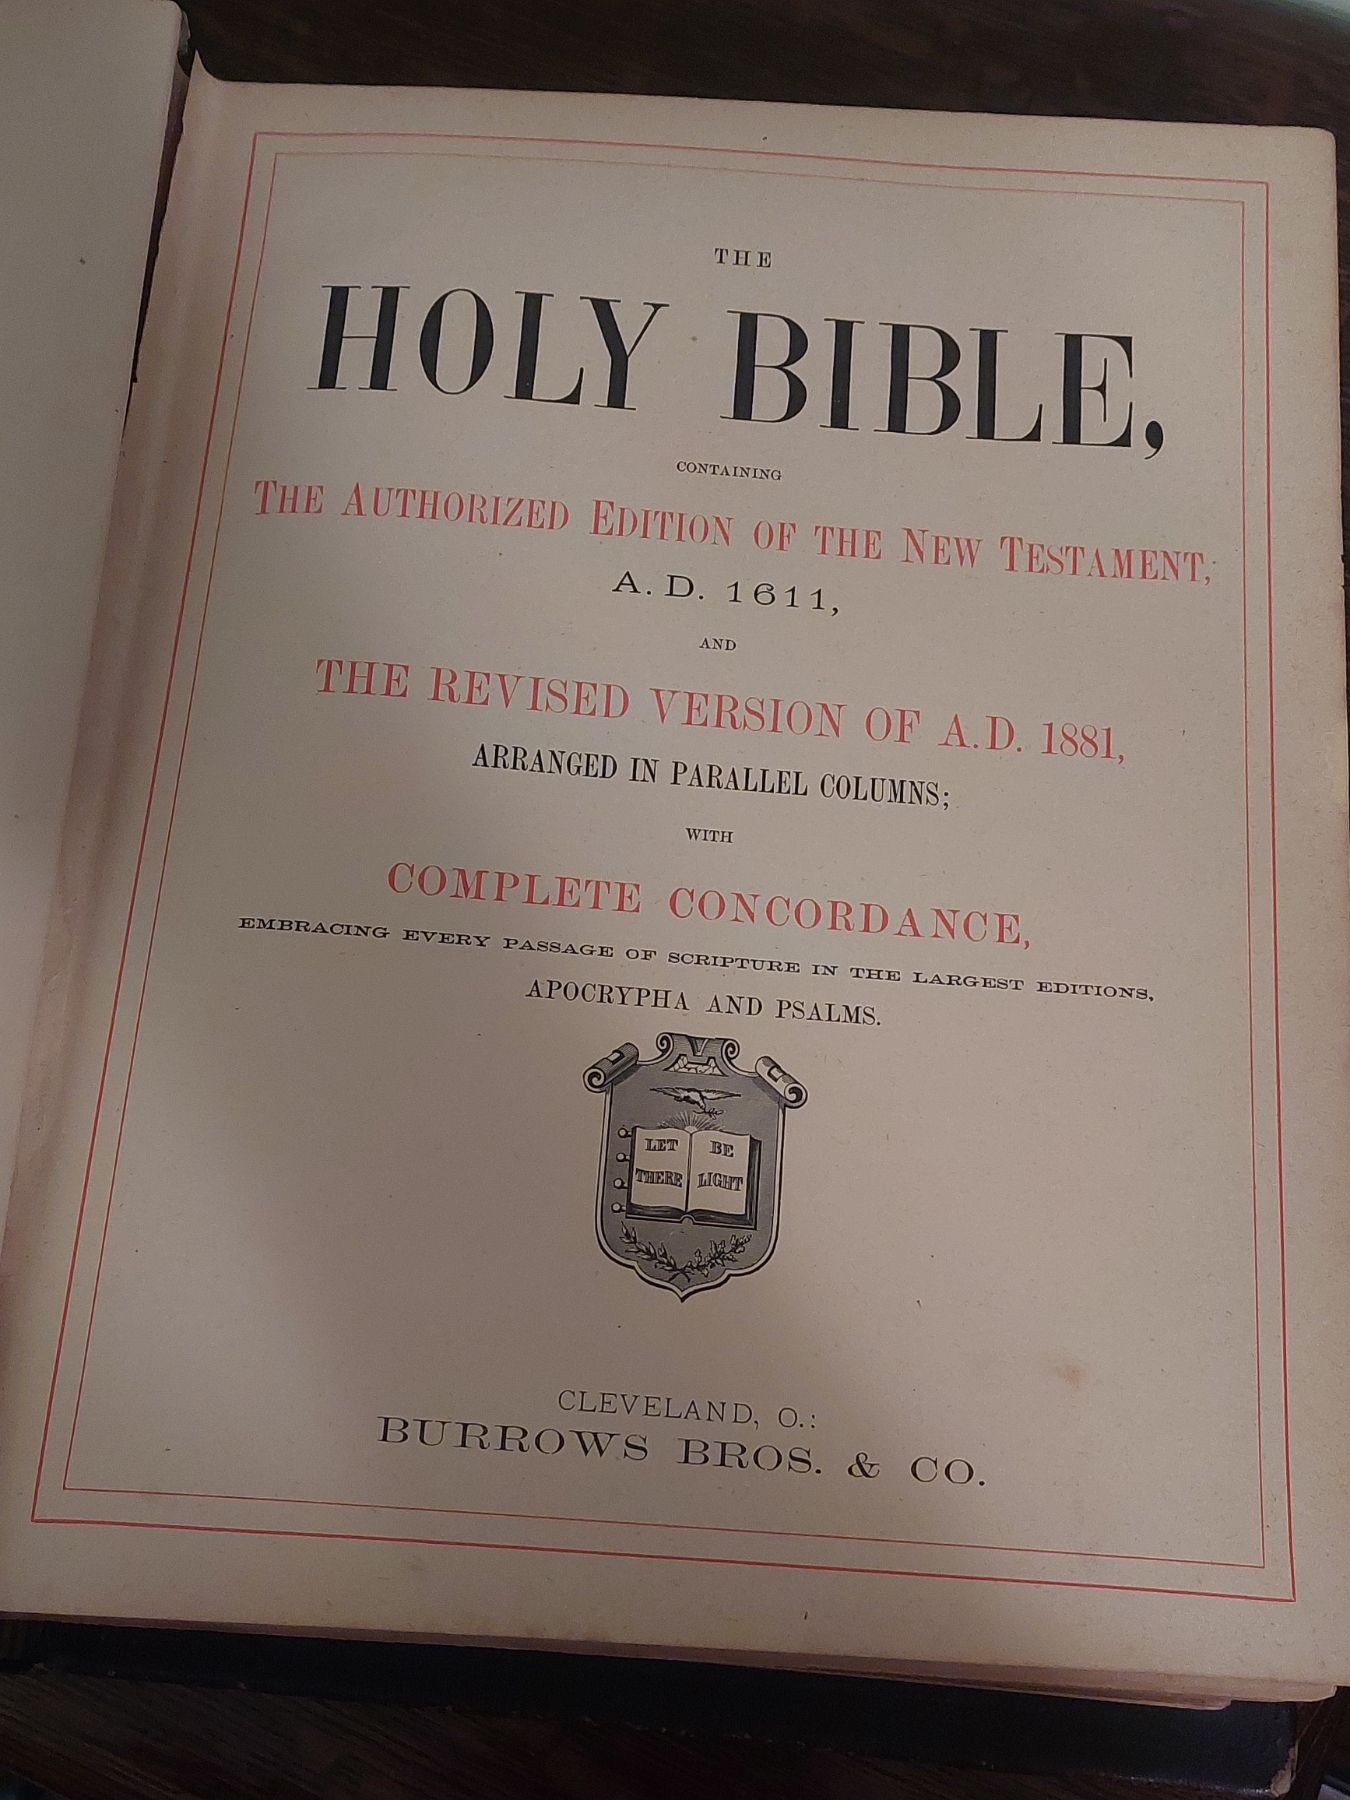 THE
HOLY BIBLE,
CONTAINING
THE AUTHORIZED EDITION OF THE NEW TESTAMENT,
A. D. 1611,
AND
THE REVISED VERSION OF A.D. 1881,
ARRANGED IN PARALLEL COLUMNS;
WITH
COMPLETE CONCORDANCE,
EMBRACING EVERY PASSAGE OF SCRIPTURE IN THE LARGEST EDITIONS,
APOCRYPHA AND PSALMS.
LET BE
THERE LIGHT
CLEVELAND, O.:
BURROWS BROS. & CO.